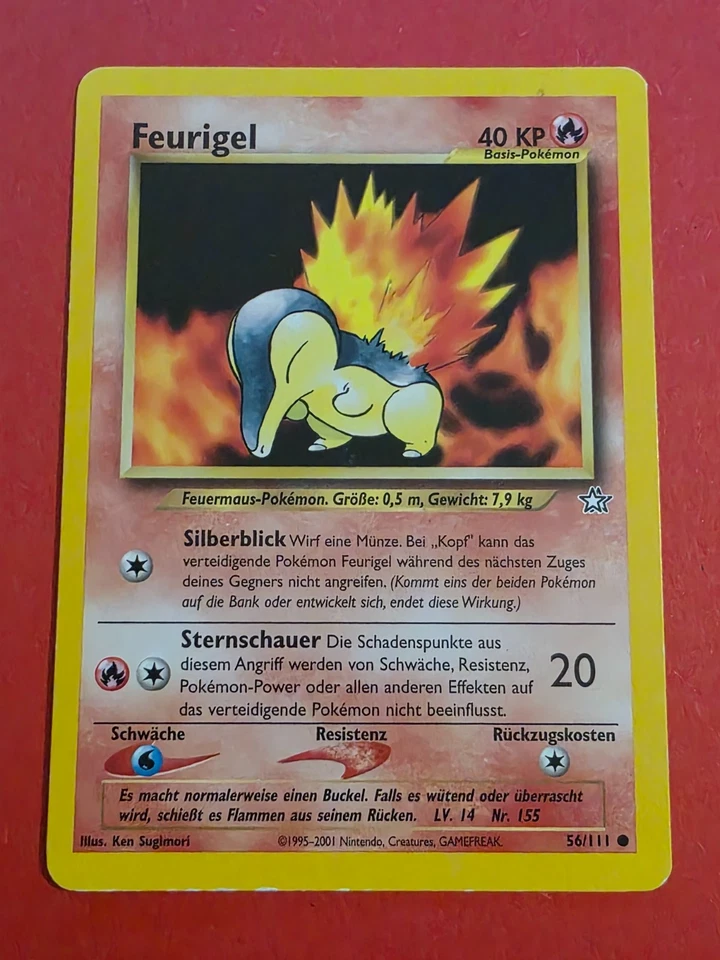 Feurigel
40 KP
Basis-Pokémon
Feuermaus-Pokémon. Größe: 0,5 m, Gewicht: 7,9 kg
Silberblick Wirf eine Münze. Bei „Kopf" kann das
verteidigende Pokémon Feurigel während des nächsten Zuges
deines Gegners nicht angreifen. (Kommt eins der beiden Pokémon
auf die Bank oder entwickelt sich, endet diese Wirkung.)
Sternschauer Die Schadenspunkte aus
diesem Angriff werden von Schwäche, Resistenz,
Pokémon-Power oder allen anderen Effekten auf
das verteidigende Pokémon nicht beeinflusst.
20
Schwäche Resistenz Rückzugskosten
Es macht normalerweise einen Buckel. Falls es wütend oder überrascht
wird, schießt es Flammen aus seinem Rücken. LV. 14 Nr. 155
Illus. Ken Sugimori ©1995-2001 Nintendo, Creatures, GAMEFREAK. 56/111